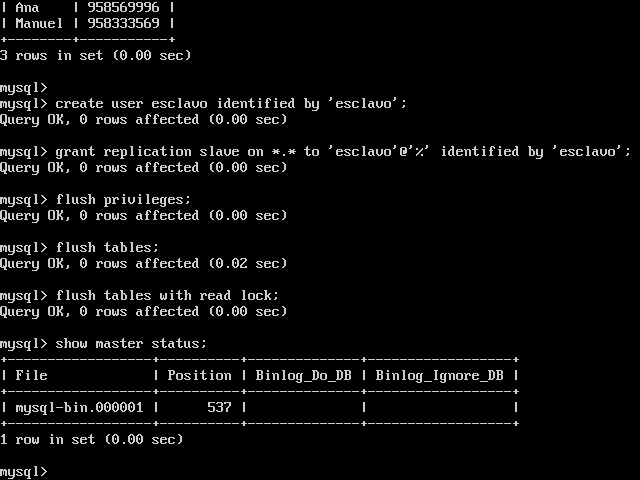 | Ana    | 958569996 |
| Manuel | 958333569 |
+--------+-----------+
3 rows in set (0.00 sec)

mysql>
mysql> create user esclavo identified by 'esclavo';
Query OK, 0 rows affected (0.00 sec)

mysql> grant replication slave on *.* to 'esclavo'@'%' identified by 'esclavo';
Query OK, 0 rows affected (0.00 sec)

mysql> flush privileges;
Query OK, 0 rows affected (0.00 sec)

mysql> flush tables;
Query OK, 0 rows affected (0.02 sec)

mysql> flush tables with read lock;
Query OK, 0 rows affected (0.00 sec)

mysql> show master status;
+------------------+----------+--------------+------------------+
| File             | Position | Binlog_Do_DB | Binlog_Ignore_DB |
+------------------+----------+--------------+------------------+
| mysql-bin.000001 |      537 |              |                  |
+------------------+----------+--------------+------------------+
1 row in set (0.00 sec)

mysql>